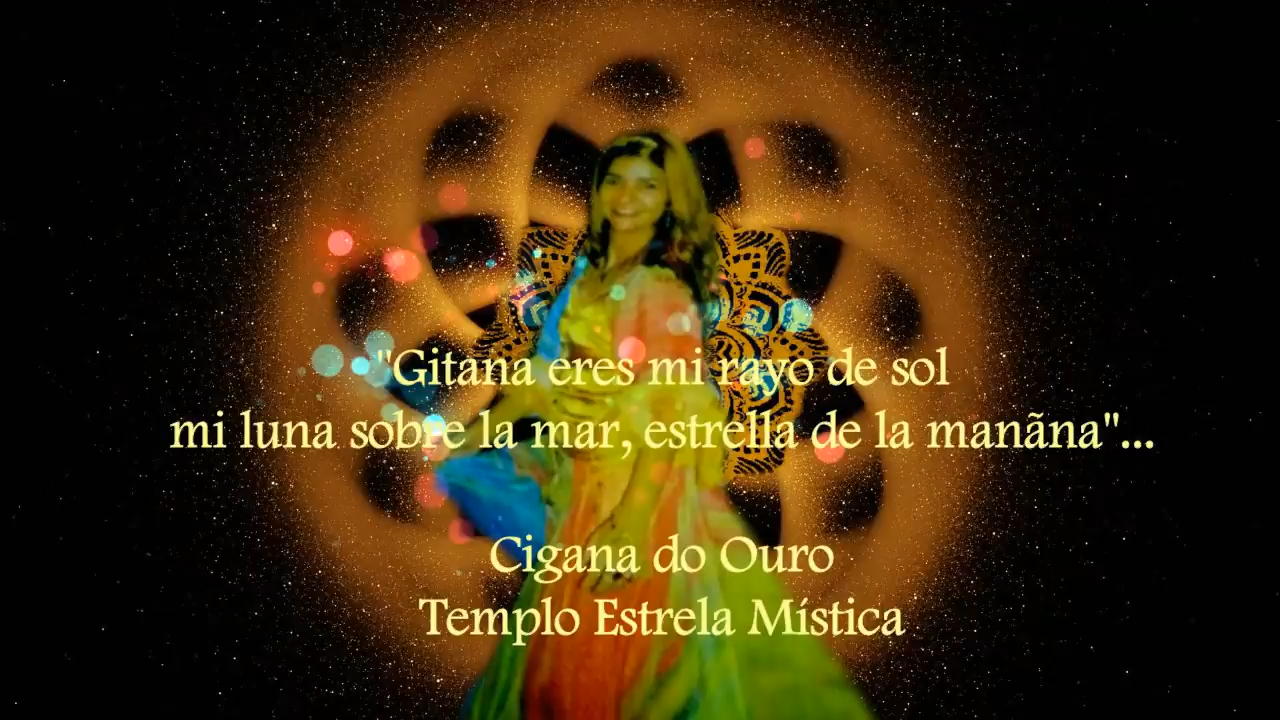 "Gitana eres mi rayo de sol
mi luna sobre la mar, estrella de la manãna"...
Cigana do Ouro
Templo Estrela Mística